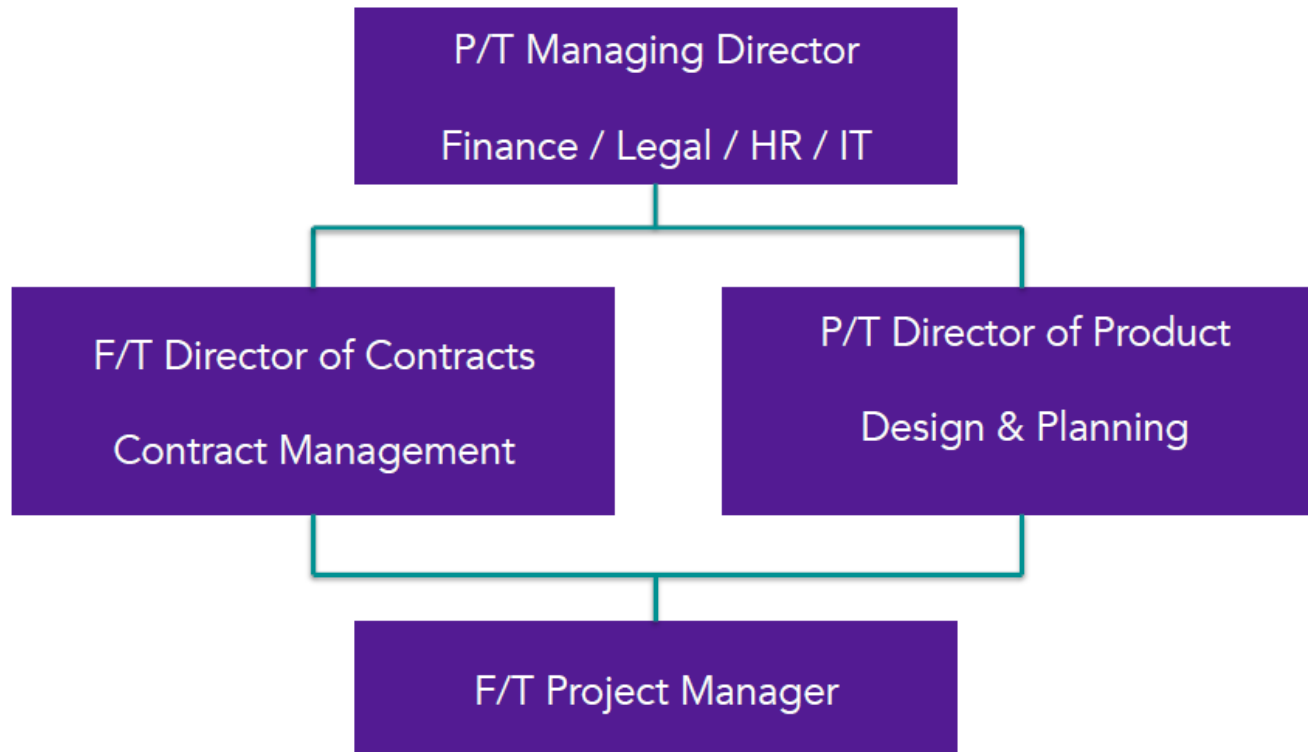 P/T Managing Director
Finance / Legal / HR / IT
F/T Director of Contracts
Contract Management
P/T Director of Product
Design & Planning
F/T Project Manager